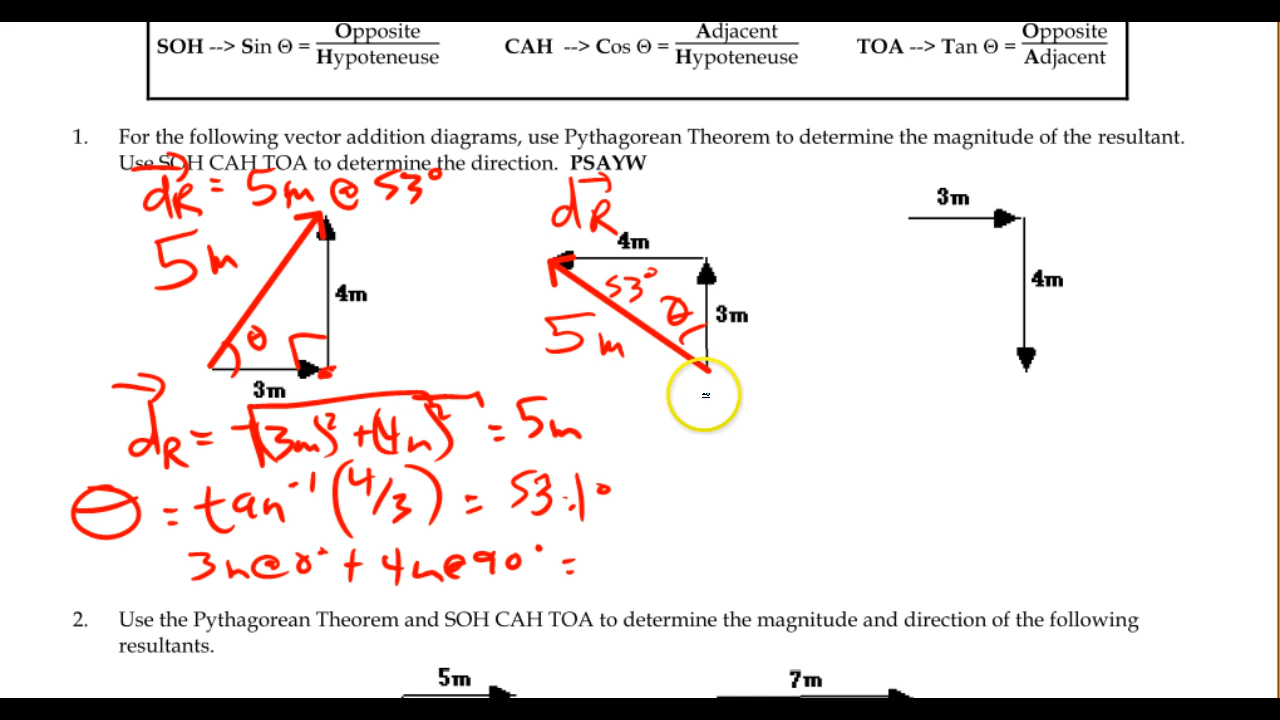 SOH --> Sin Θ = Opposite / Hypoteneuse
CAH --> Cos Θ = Adjacent / Hypoteneuse
TOA --> Tan Θ = Opposite / Adjacent
1. For the following vector addition diagrams, use Pythagorean Theorem to determine the magnitude of the resultant.
Use SOH CAH TOA to determine the direction. PSAYW
dR = 5m @ 53°
5m
θ
4m
3m
dR
4m
53° θ
3m
5m
3m
4m
dR = √(3m)² + (4m)² = 5m
Θ = tan⁻¹ (4/3) = 53.1°
3m@0° + 4m@90° =
2. Use the Pythagorean Theorem and SOH CAH TOA to determine the magnitude and direction of the following
resultants.
5m
7m